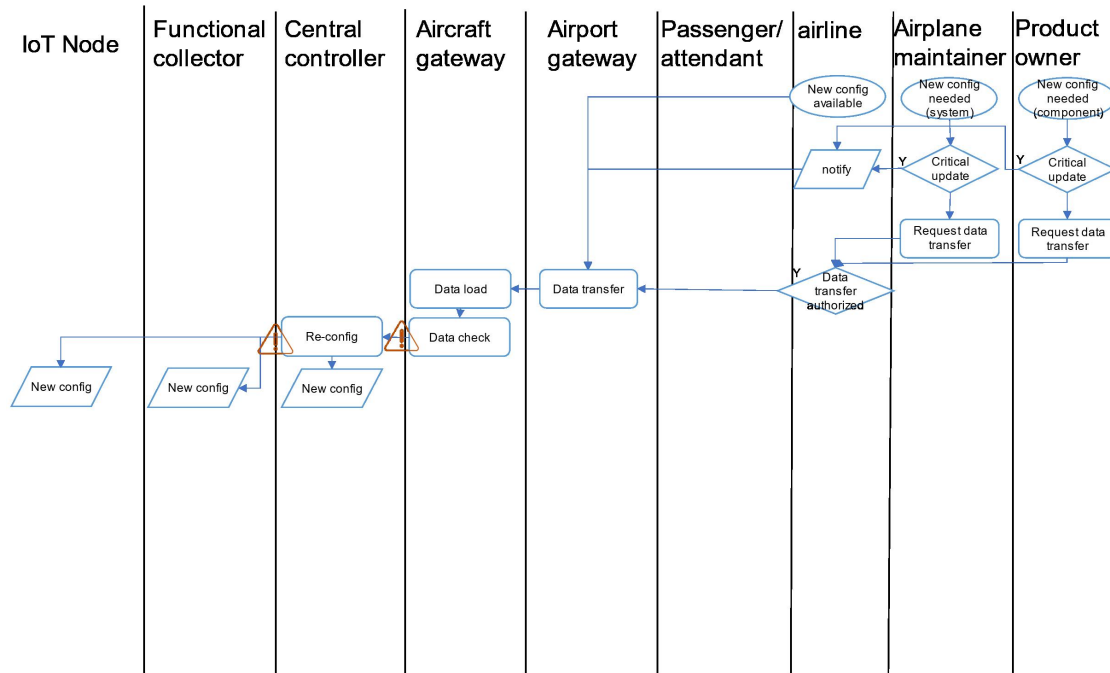 IoT Node
Functional
collector
Central
controller
Aircraft
gateway
Airport
gateway
Passenger/
attendant
airline
Airplane
maintainer
Product
owner
New config
available
New config
needed
(system)
New config
needed
(component)
notify
Y
Critical
update
Y
Critical
update
Request data
transfer
Request data
transfer
Y
Data
transfer
authorized
Data load
Data transfer
!
Re-config
!
Data check
New config
New config
New config